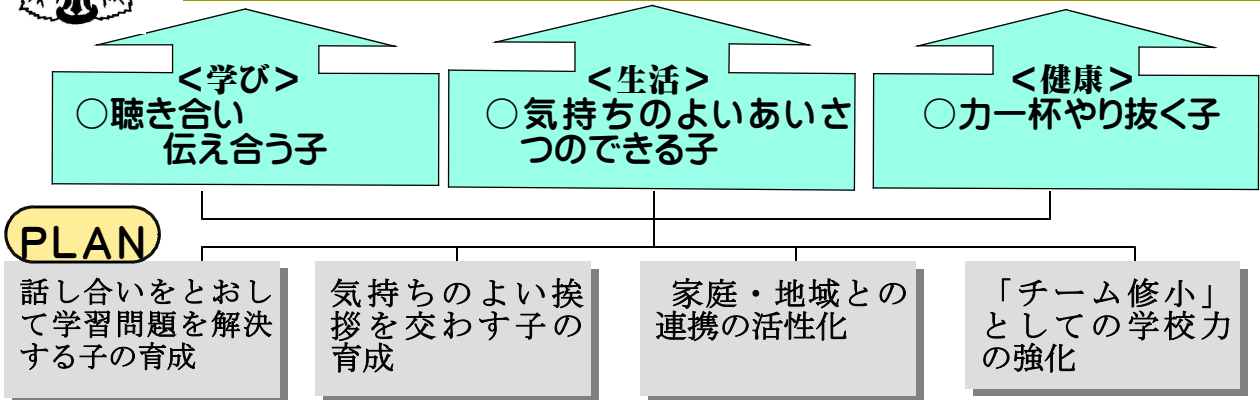 ＜学び＞
○聴き合い
伝え合う子
＜生活＞
○気持ちのよいあいさ
つのできる子
＜健康＞
○力一杯やり抜く子
PLAN
話し合いをとおし
て学習問題を解決
する子の育成
気持ちのよい挨
拶を交わす子の
育成
家庭・地域との
連携の活性化
「チーム修小」
としての学校力
の強化